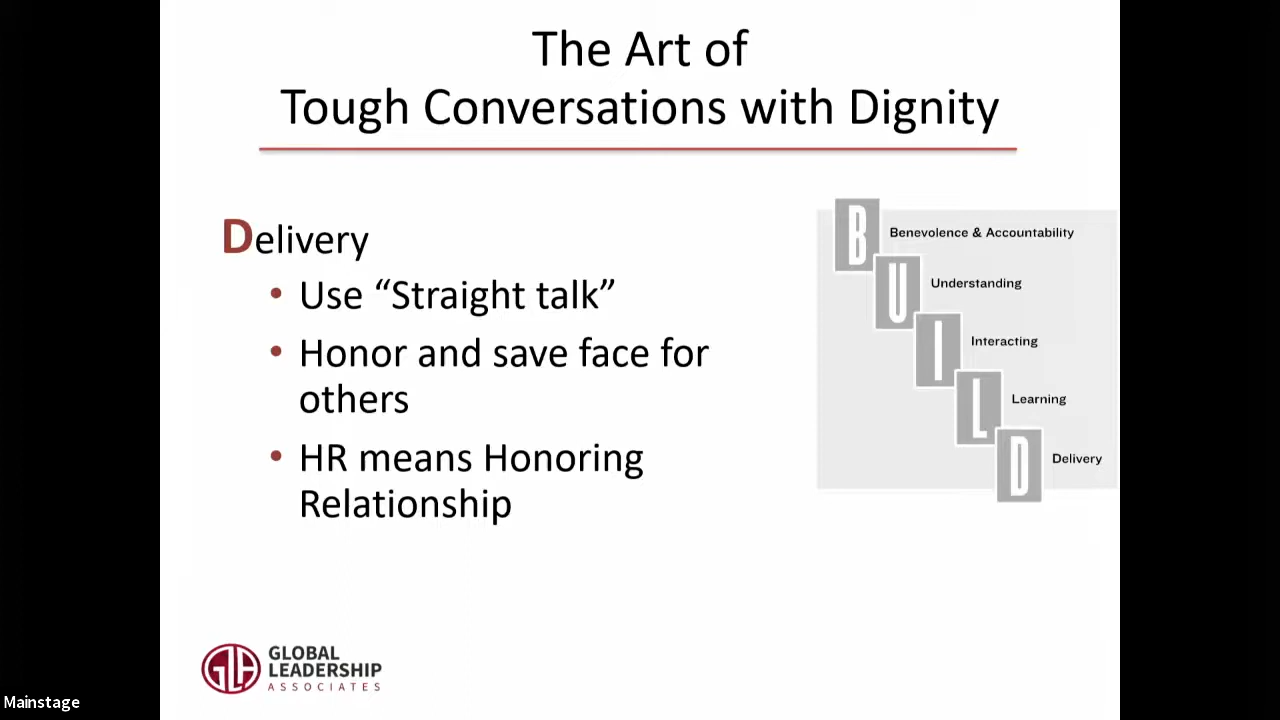 The Art of
Tough Conversations with Dignity
Delivery
• Use “Straight talk”
• Honor and save face for
others
• HR means Honoring
Relationship
B Benevolence & Accountability
U Understanding
I Interacting
L Learning
D Delivery
GLA GLOBAL
LEADERSHIP
ASSOCIATES
Mainstage